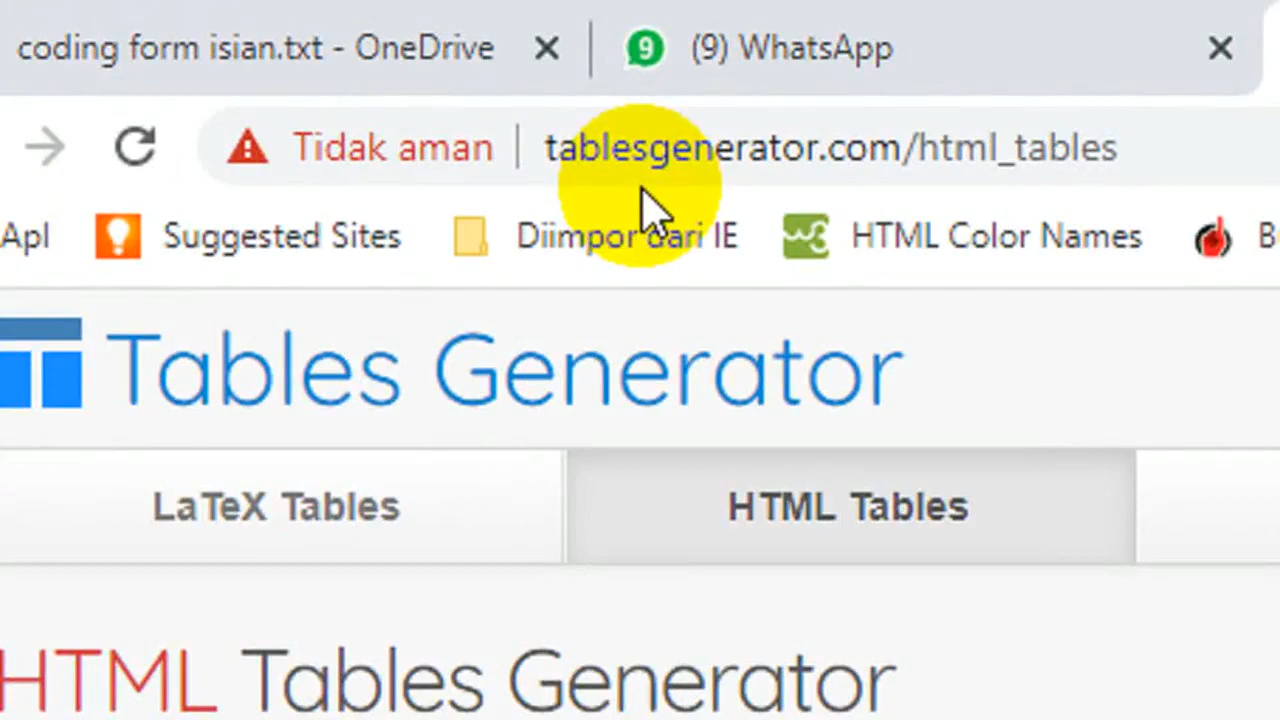 coding form isian.txt - OneDrive
9 (9) WhatsApp
Tidak aman tablesgenerator.com/html_tables
Apl Suggested Sites Diimpor dari IE HTML Color Names
Tables Generator
LaTeX Tables HTML Tables
HTML Tables Generator